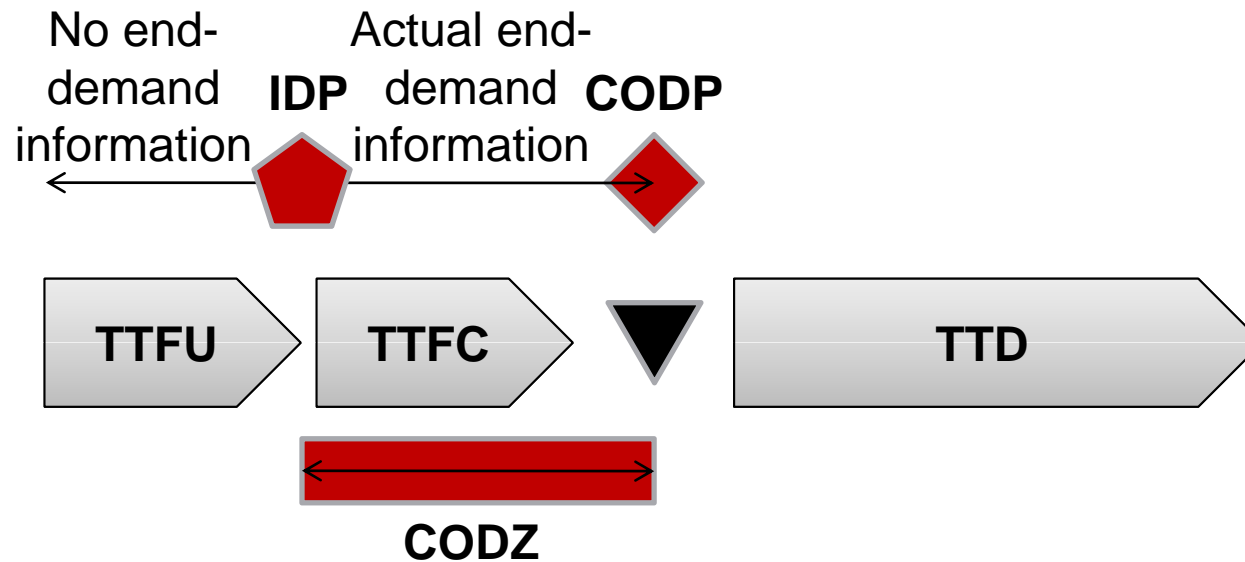 No end-
demand
information
IDP
Actual end-
demand
information
CODP
TTFU
TTFC
TTD
CODZ